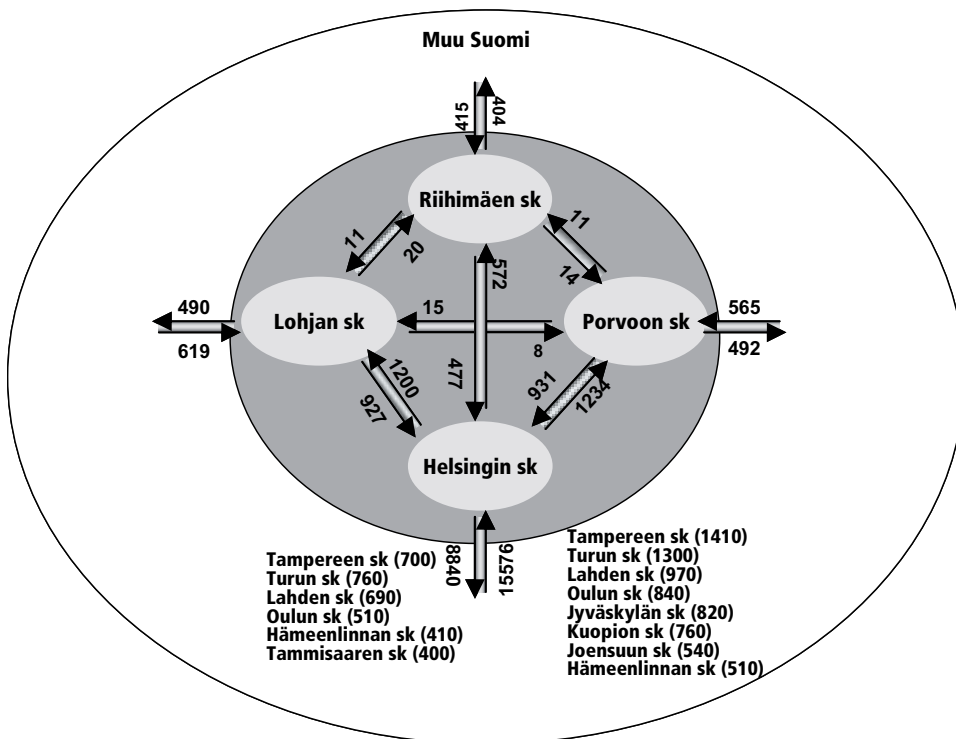 Muu Suomi
415
404
Riihimäen sk
11
20
11
14
572
490
619
Lohjan sk
15
8
Porvoon sk
565
492
477
1200
927
931
1234
Helsingin sk
8840
15576
Tampereen sk (700)
Turun sk (760)
Lahden sk (690)
Oulun sk (510)
Hämeenlinnan sk (410)
Tammisaaren sk (400)
Tampereen sk (1410)
Turun sk (1300)
Lahden sk (970)
Oulun sk (840)
Jyväskylän sk (820)
Kuopion sk (760)
Joensuun sk (540)
Hämeenlinnan sk (510)